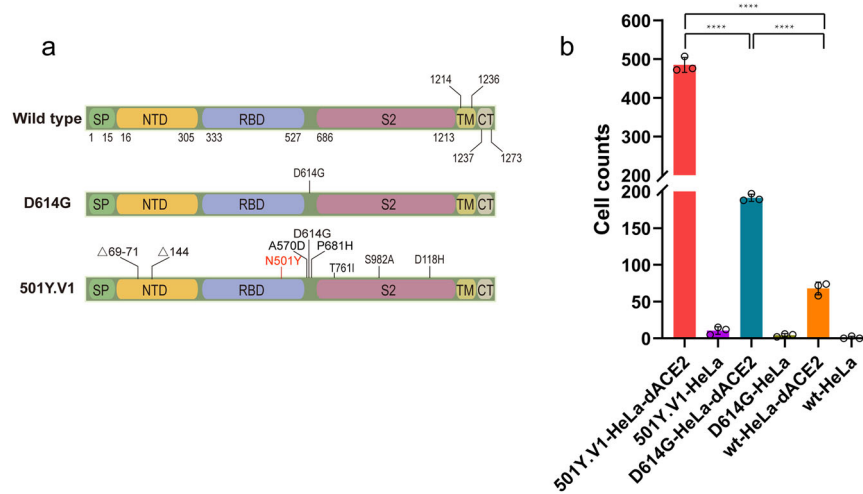 a
1214 1236
Wild type SP NTD RBD S2 TM CT
1 15 16 305 333 527 686 1213
1237 1273
D614G
D614G SP NTD RBD S2 TM CT
D614G
△69-71 △144 A570D P681H
N501Y T761I S982A D118H
501Y.V1 SP NTD RBD S2 TM CT
b
****
**** ****
Cell counts
600
500
400
300
200
200
150
100
50
0
501Y.V1-HeLa-dACE2
501Y.V1-HeLa
D614G-HeLa-dACE2
D614G-HeLa
wt-HeLa-dACE2
wt-HeLa